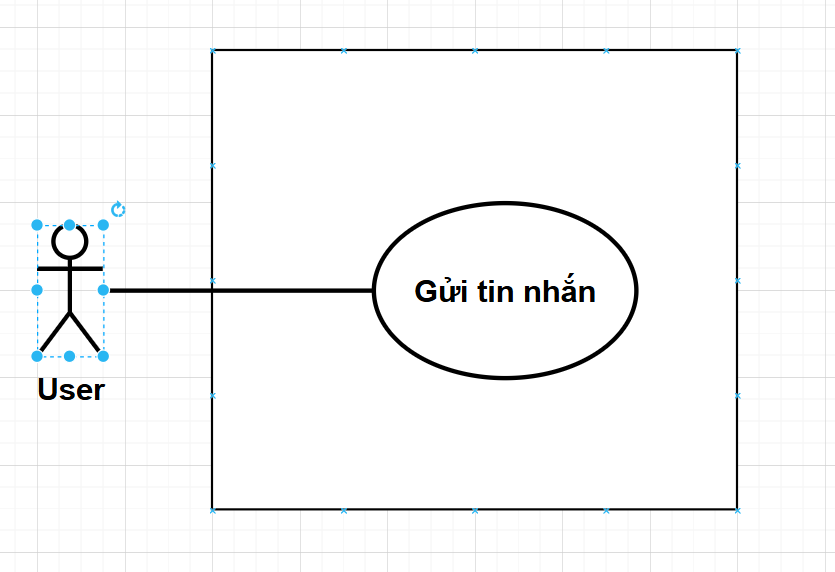 Gửi tin nhắn
User